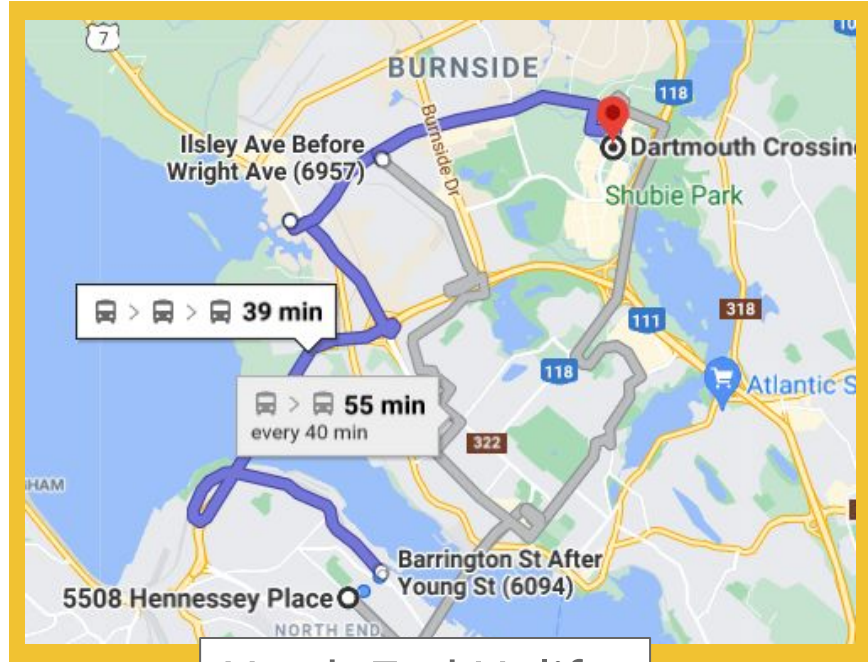 7
BURNSIDE
118
Ilsley Ave Before
Wright Ave (6957)
Burnside Dr
Dartmouth Crossing
Shubie Park
39 min
318
111
118
55 min
every 40 min
Atlantic S
322
HAM
Barrington St After
Young St (6094)
5508 Hennessey Place
NORTH END